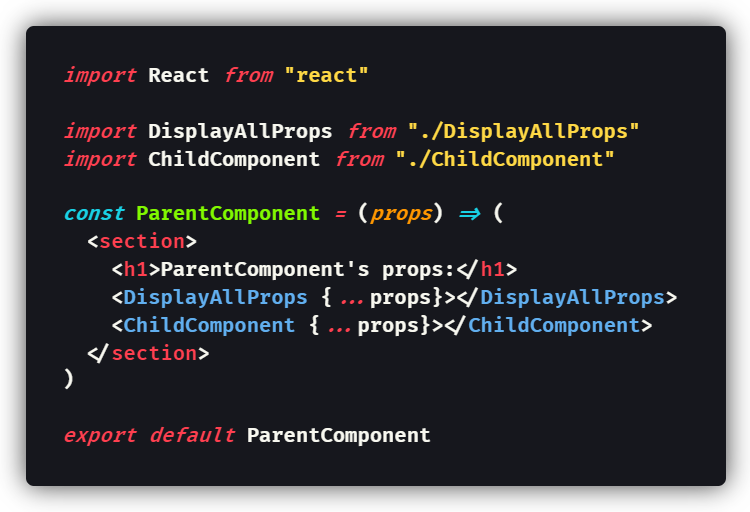 import React from "react"
import DisplayAllProps from "./DisplayAllProps"
import ChildComponent from "./ChildComponent"
const ParentComponent = (props) => (
<section>
<h1>ParentComponent's props:</h1>
<DisplayAllProps {...props}></DisplayAllProps>
<ChildComponent {...props}></ChildComponent>
</section>
)
export default ParentComponent